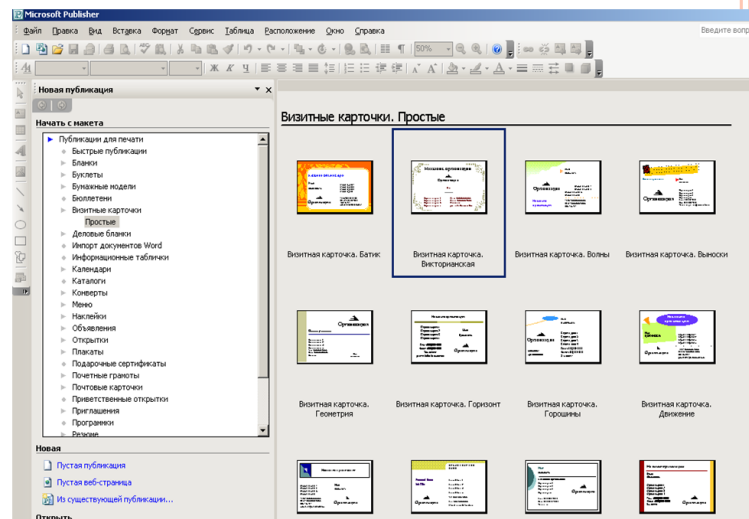 Microsoft Publisher
Файл Правка Вид Вставка Формат Сервис Таблица Расположение Окно Справка
Введите вопр
50%
Ж К Ч
Новая публикация
Начать с макета
Публикации для печати
Быстрые публикации
Бланки
Буклеты
Бумажные модели
Бюллетени
Визитные карточки
Простые
Деловые бланки
Импорт документов Word
Информационные таблички
Календари
Каталоги
Конверты
Меню
Наклейки
Объявления
Открытки
Плакаты
Подарочные сертификаты
Почетные грамоты
Почтовые карточки
Приветственные открытки
Приглашения
Программки
Резюме
Новая
Пустая публикация
Пустая веб-страница
Из существующей публикации...
Открыть
Визитные карточки. Простые
Визитная карточка. Батик
Визитная карточка.
Викторианская
Визитная карточка. Волны
Визитная карточка. Выноски
Визитная карточка.
Геометрия
Визитная карточка. Горизонт
Визитная карточка.
Горошины
Визитная карточка.
Движение